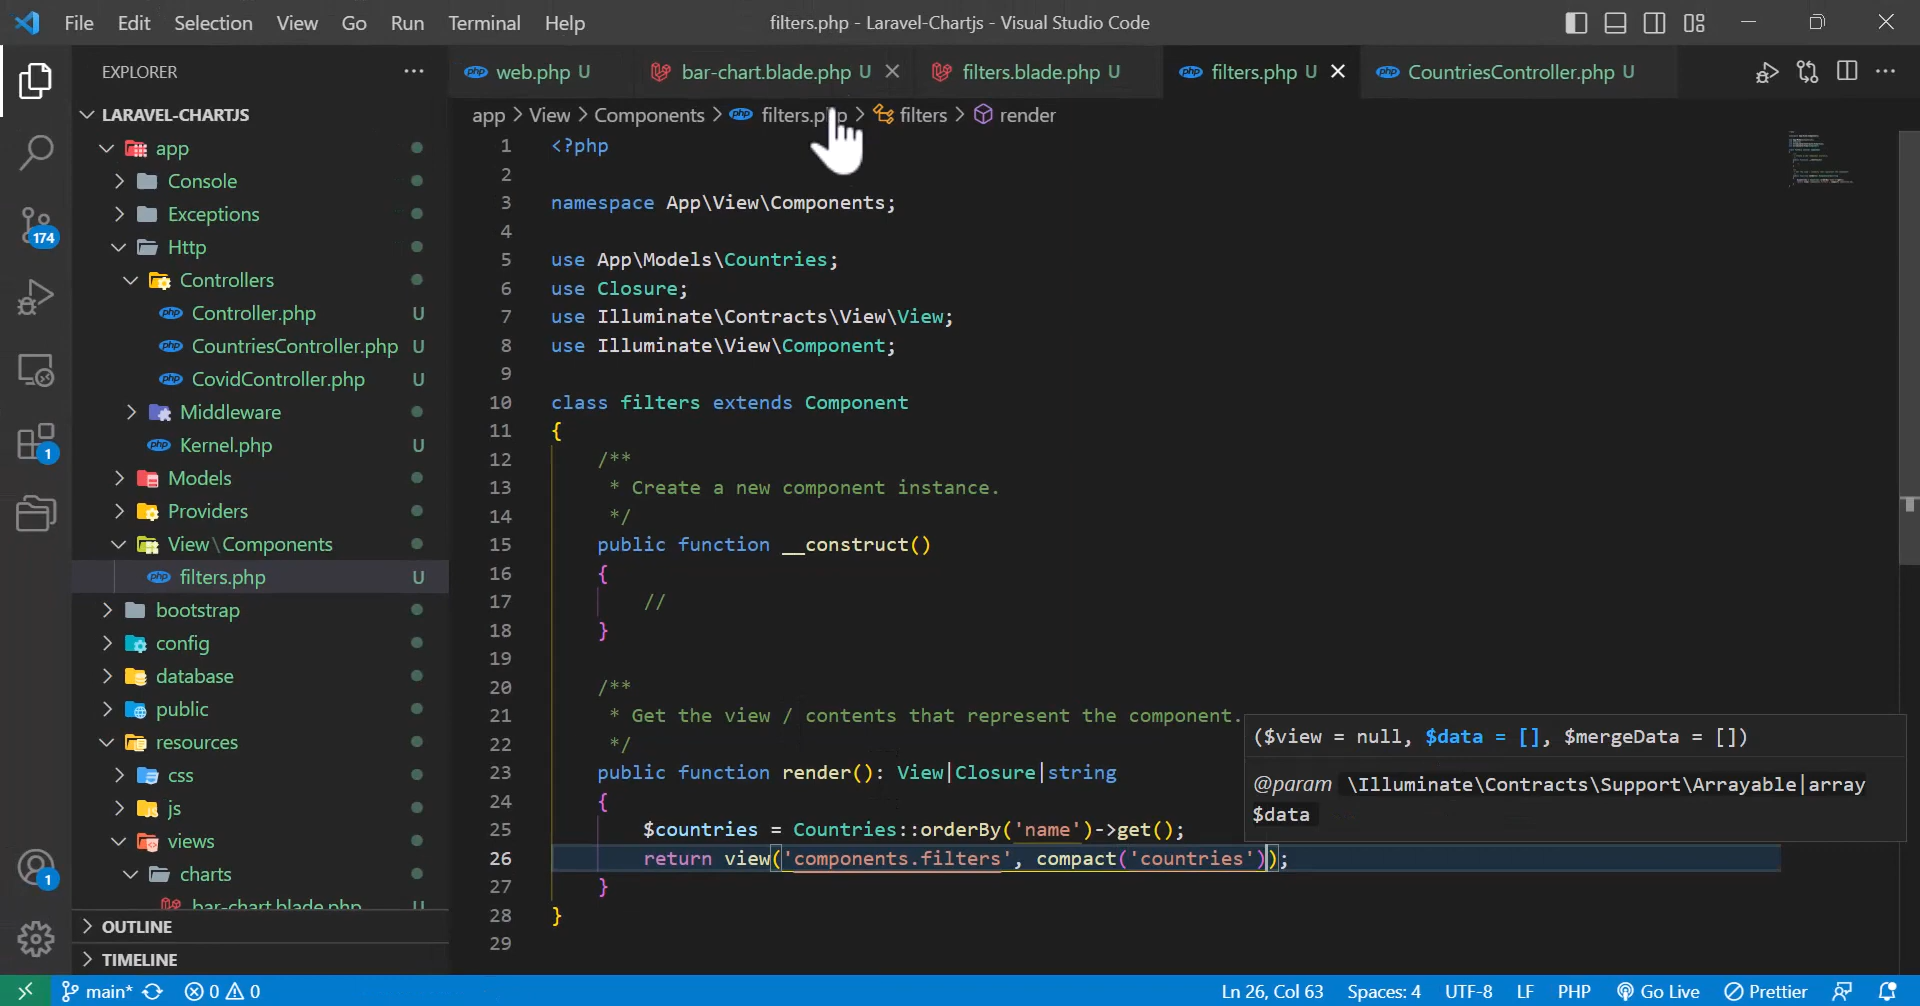 File Edit Selection View Go Run Terminal Help
filters.php - Laravel-Chartjs - Visual Studio Code
EXPLORER
web.php U
bar-chart.blade.php U
filters.blade.php U
filters.php U
CountriesController.php U
LARAVEL-CHARTJS
app > View > Components > filters.php > filters > render
app
Console
Exceptions
Http
Controllers
Controller.php U
CountriesController.php U
CovidController.php U
Middleware
Kernel.php U
Models
Providers
View\Components
filters.php U
bootstrap
config
database
public
resources
css
js
views
charts
bar-chart.blade.php U
OUTLINE
TIMELINE
174
1
1
1 <?php
2
3 namespace App\View\Components;
4
5 use App\Models\Countries;
6 use Closure;
7 use Illuminate\Contracts\View\View;
8 use Illuminate\View\Component;
9
10 class filters extends Component
11 {
12 /**
13 * Create a new component instance.
14 */
15 public function __construct()
16 {
17 //
18 }
19
20 /**
21 * Get the view / contents that represent the component.
22 */
23 public function render(): View|Closure|string
24 {
25 $countries = Countries::orderBy('name')->get();
26 return view('components.filters', compact('countries'));
27 }
28 }
29
($view = null, $data = [], $mergeData = [])
@param \Illuminate\Contracts\Support\Arrayable|array
$data
main* 0 0
Ln 26, Col 63 Spaces: 4 UTF-8 LF PHP Go Live Prettier